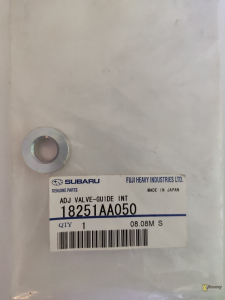 SUBARU
FUJI HEAVY INDUSTRIES LTD.
GENUINE PARTS
MADE IN JAPAN
ADJ VALVE-GUIDE INT
18251AA050
QTY 1 08.08M S